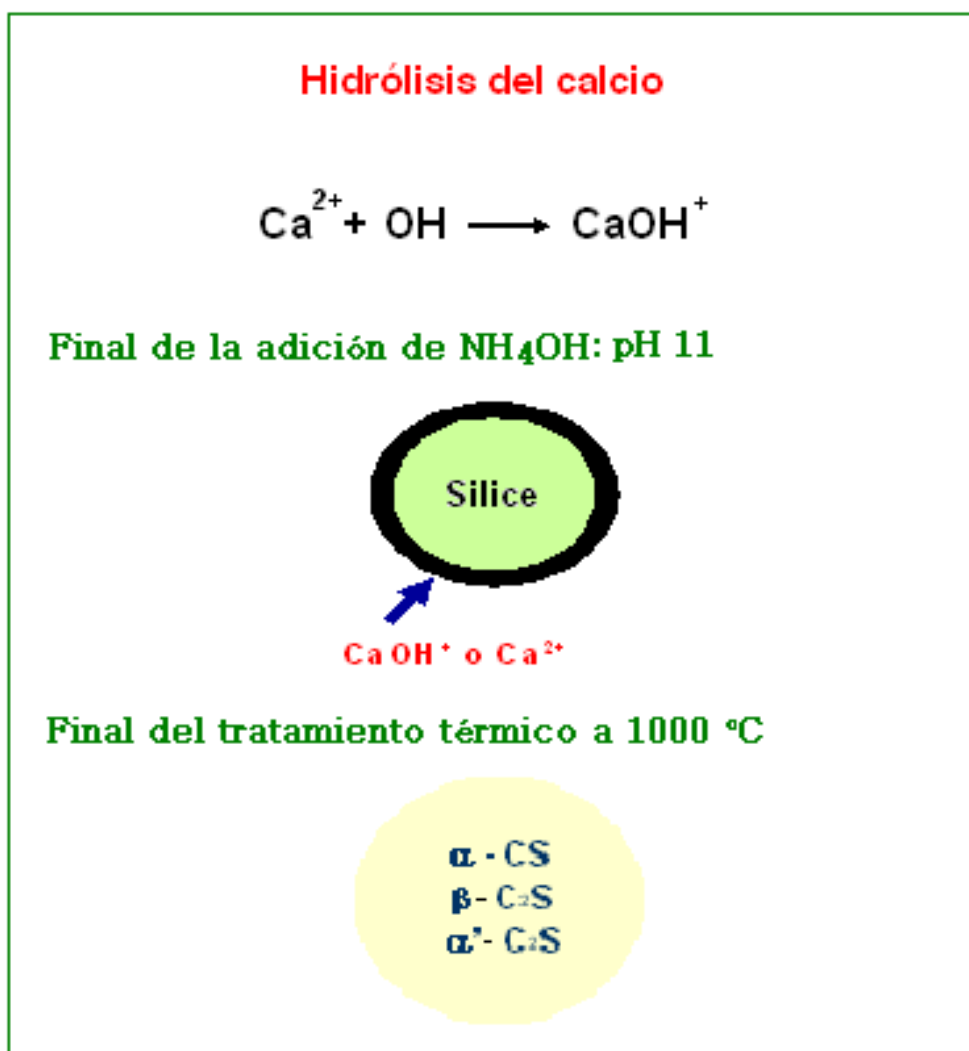 Hidrólisis del calcio
Ca²⁺+ OH → CaOH⁺
Final de la adición de NH₄OH: pH 11
Silice
CaOH⁺ o Ca²⁺
Final del tratamiento térmico a 1000 ºC
α - CS
β - C₂S
α’- C₂S